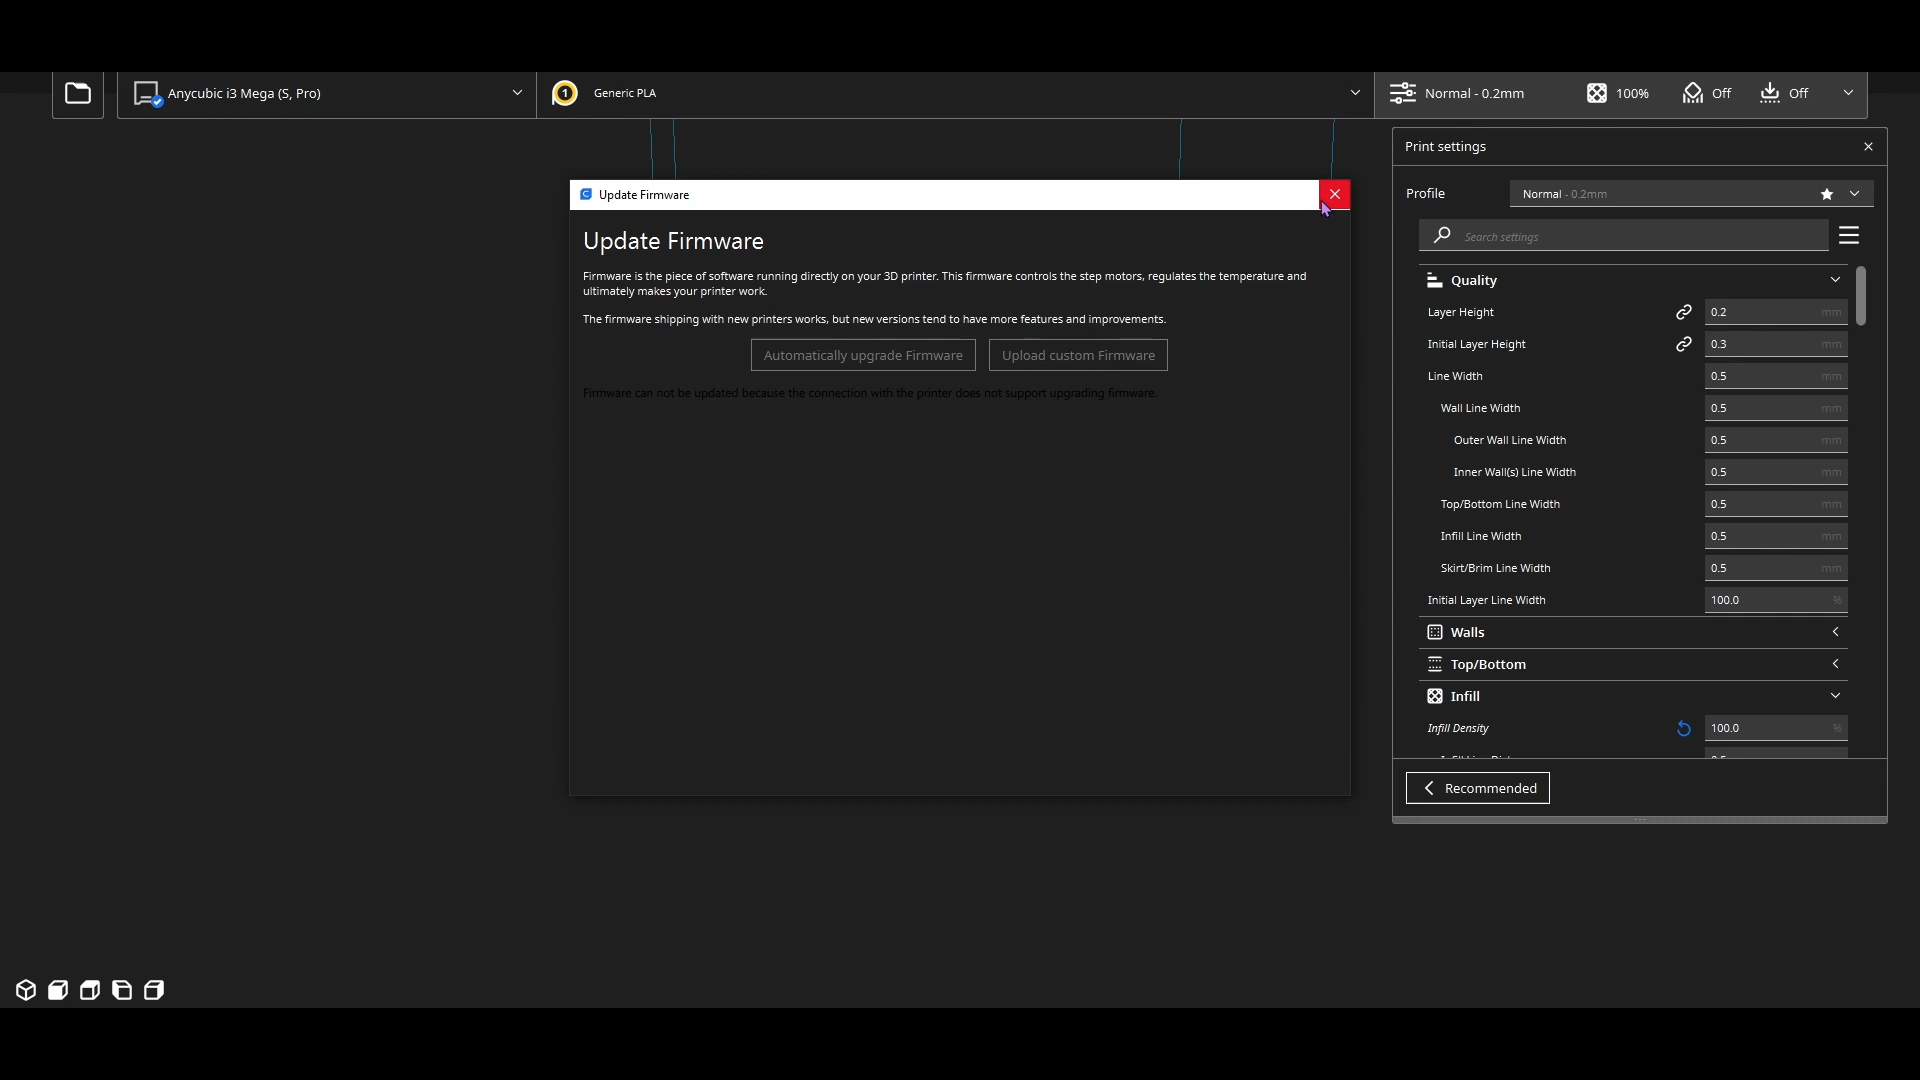 Anycubic i3 Mega (S, Pro)
1
Generic PLA
Normal - 0.2mm
100%
Off
Off
Print settings
Profile
Normal - 0.2mm
Search settings
Quality
Layer Height 0.2 mm
Initial Layer Height 0.3 mm
Line Width 0.5 mm
Wall Line Width 0.5 mm
Outer Wall Line Width 0.5 mm
Inner Wall(s) Line Width 0.5 mm
Top/Bottom Line Width 0.5 mm
Infill Line Width 0.5 mm
Skirt/Brim Line Width 0.5 mm
Initial Layer Line Width 100.0 %
Walls
Top/Bottom
Infill
Infill Density 100.0 %
Recommended
Update Firmware
Update Firmware
Firmware is the piece of software running directly on your 3D printer. This firmware controls the step motors, regulates the temperature and
ultimately makes your printer work.
The firmware shipping with new printers works, but new versions tend to have more features and improvements.
Automatically upgrade Firmware
Upload custom Firmware
Firmware can not be updated because the connection with the printer does not support upgrading firmware.